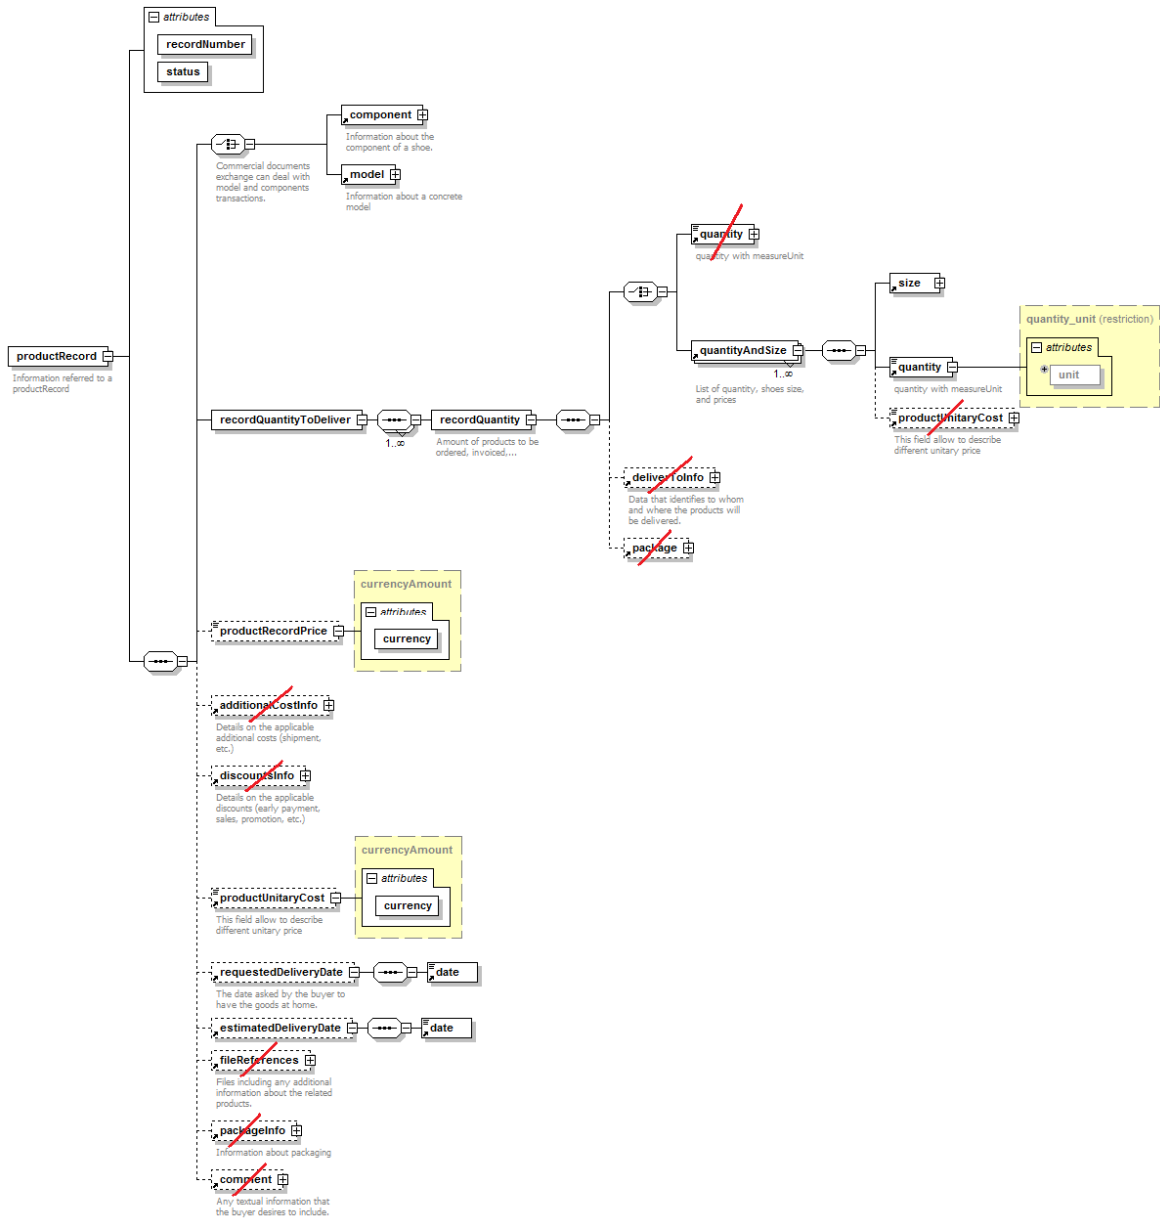 attributes
recordNumber
status
component
Information about the
component of a shoe.
Commercial documents
exchange can deal with
model and components
transactions.
model
Information about a concrete
model
quantity
quantity with measureUnit
size
quantity_unit (restriction)
attributes
unit
productRecord
Information referred to a
productRecord
quantityAndSize
1..∞
List of quantity, shoes size,
and prices
quantity
quantity with measureUnit
productUnitaryCost
This field allow to describe
different unitary price
recordQuantityToDeliver
1..∞
recordQuantity
Amount of products to be
ordered, invoiced,...
deliverToInfo
Data that identifies to whom
and where the products will
be delivered.
package
currencyAmount
attributes
productRecordPrice
currency
additionalCostInfo
Details on the applicable
additional costs (shipment,
etc.)
discountsInfo
Details on the applicable
discounts (early payment,
sales, promotion, etc.)
currencyAmount
attributes
productUnitaryCost
currency
This field allow to describe
different unitary price
requestedDeliveryDate
date
The date asked by the buyer to
have the goods at home.
estimatedDeliveryDate
date
fileReferences
Files including any additional
information about the related
products.
packageInfo
Information about packaging
comment
Any textual information that
the buyer desires to include.